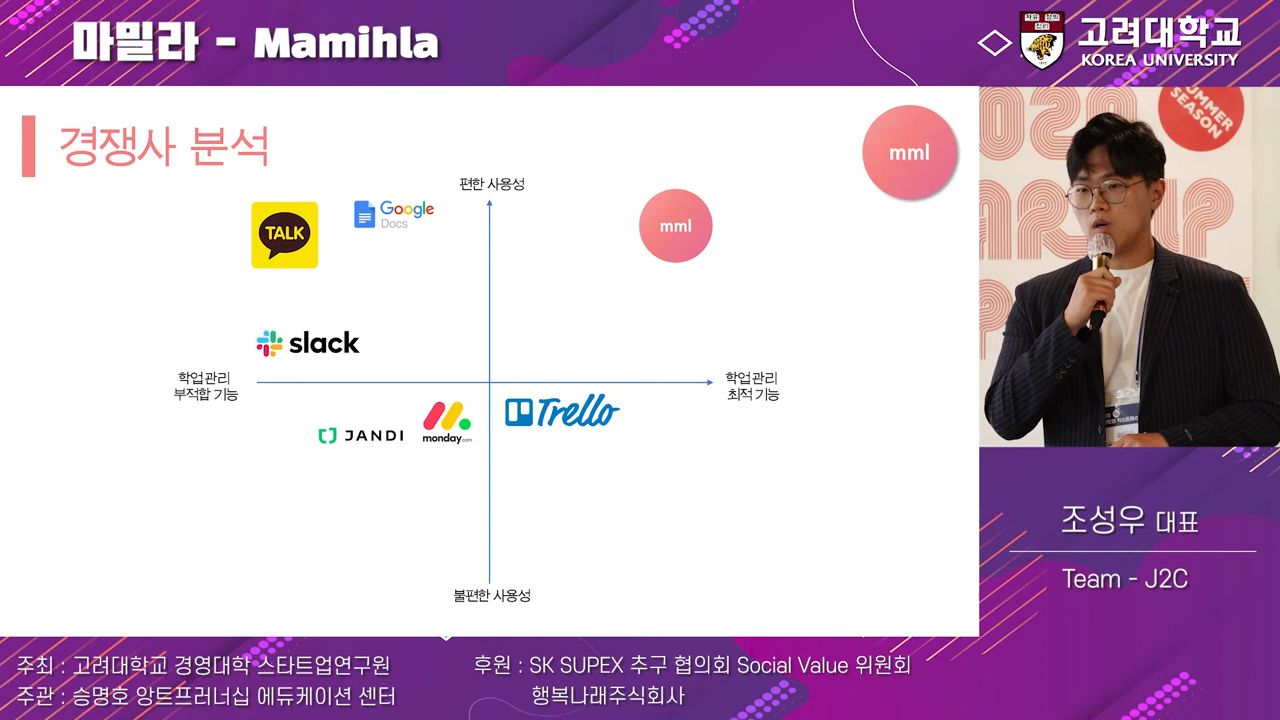 마밀라 - Mamihla
고려대학교
KOREA UNIVERSITY
경쟁사 분석
mml
편한 사용성
TALK
Google
Docs
mml
slack
학업관리
부적합 기능
학업관리
최적 기능
Trello
JANDI
monday.com
불편한 사용성
SUMMER
SEASON
조성우 대표
Team - J2C
주최 : 고려대학교 경영대학 스타트업연구원
주관 : 승명호 앙트프러너십 에듀케이션 센터
후원 : SK SUPEX 추구 협의회 Social Value 위원회
행복나래주식회사